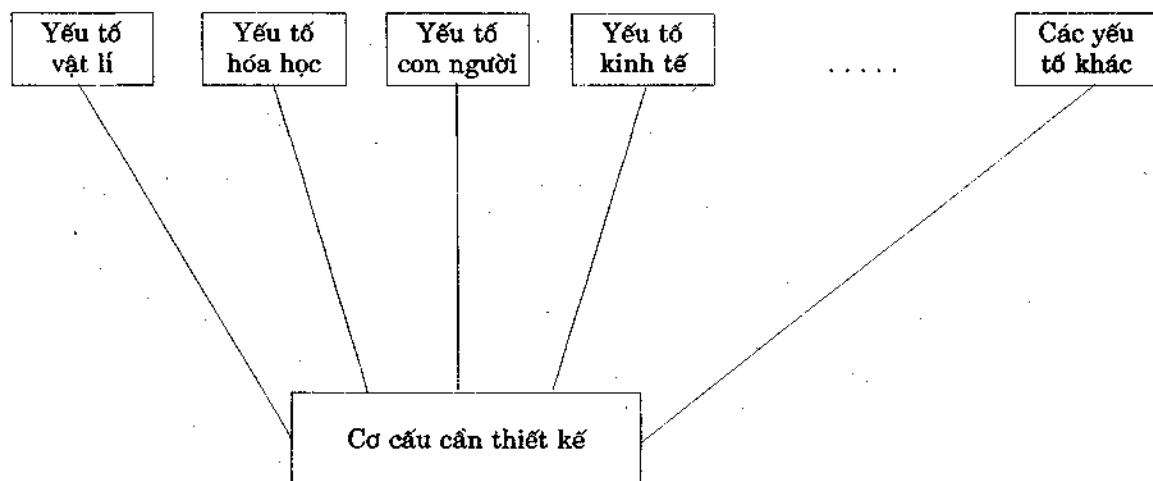 Yếu tố
vật lí
Yếu tố
hóa học
Yếu tố
con người
Yếu tố
kinh tế
.....
Các yếu
tố khác
Cơ cấu cần thiết kế